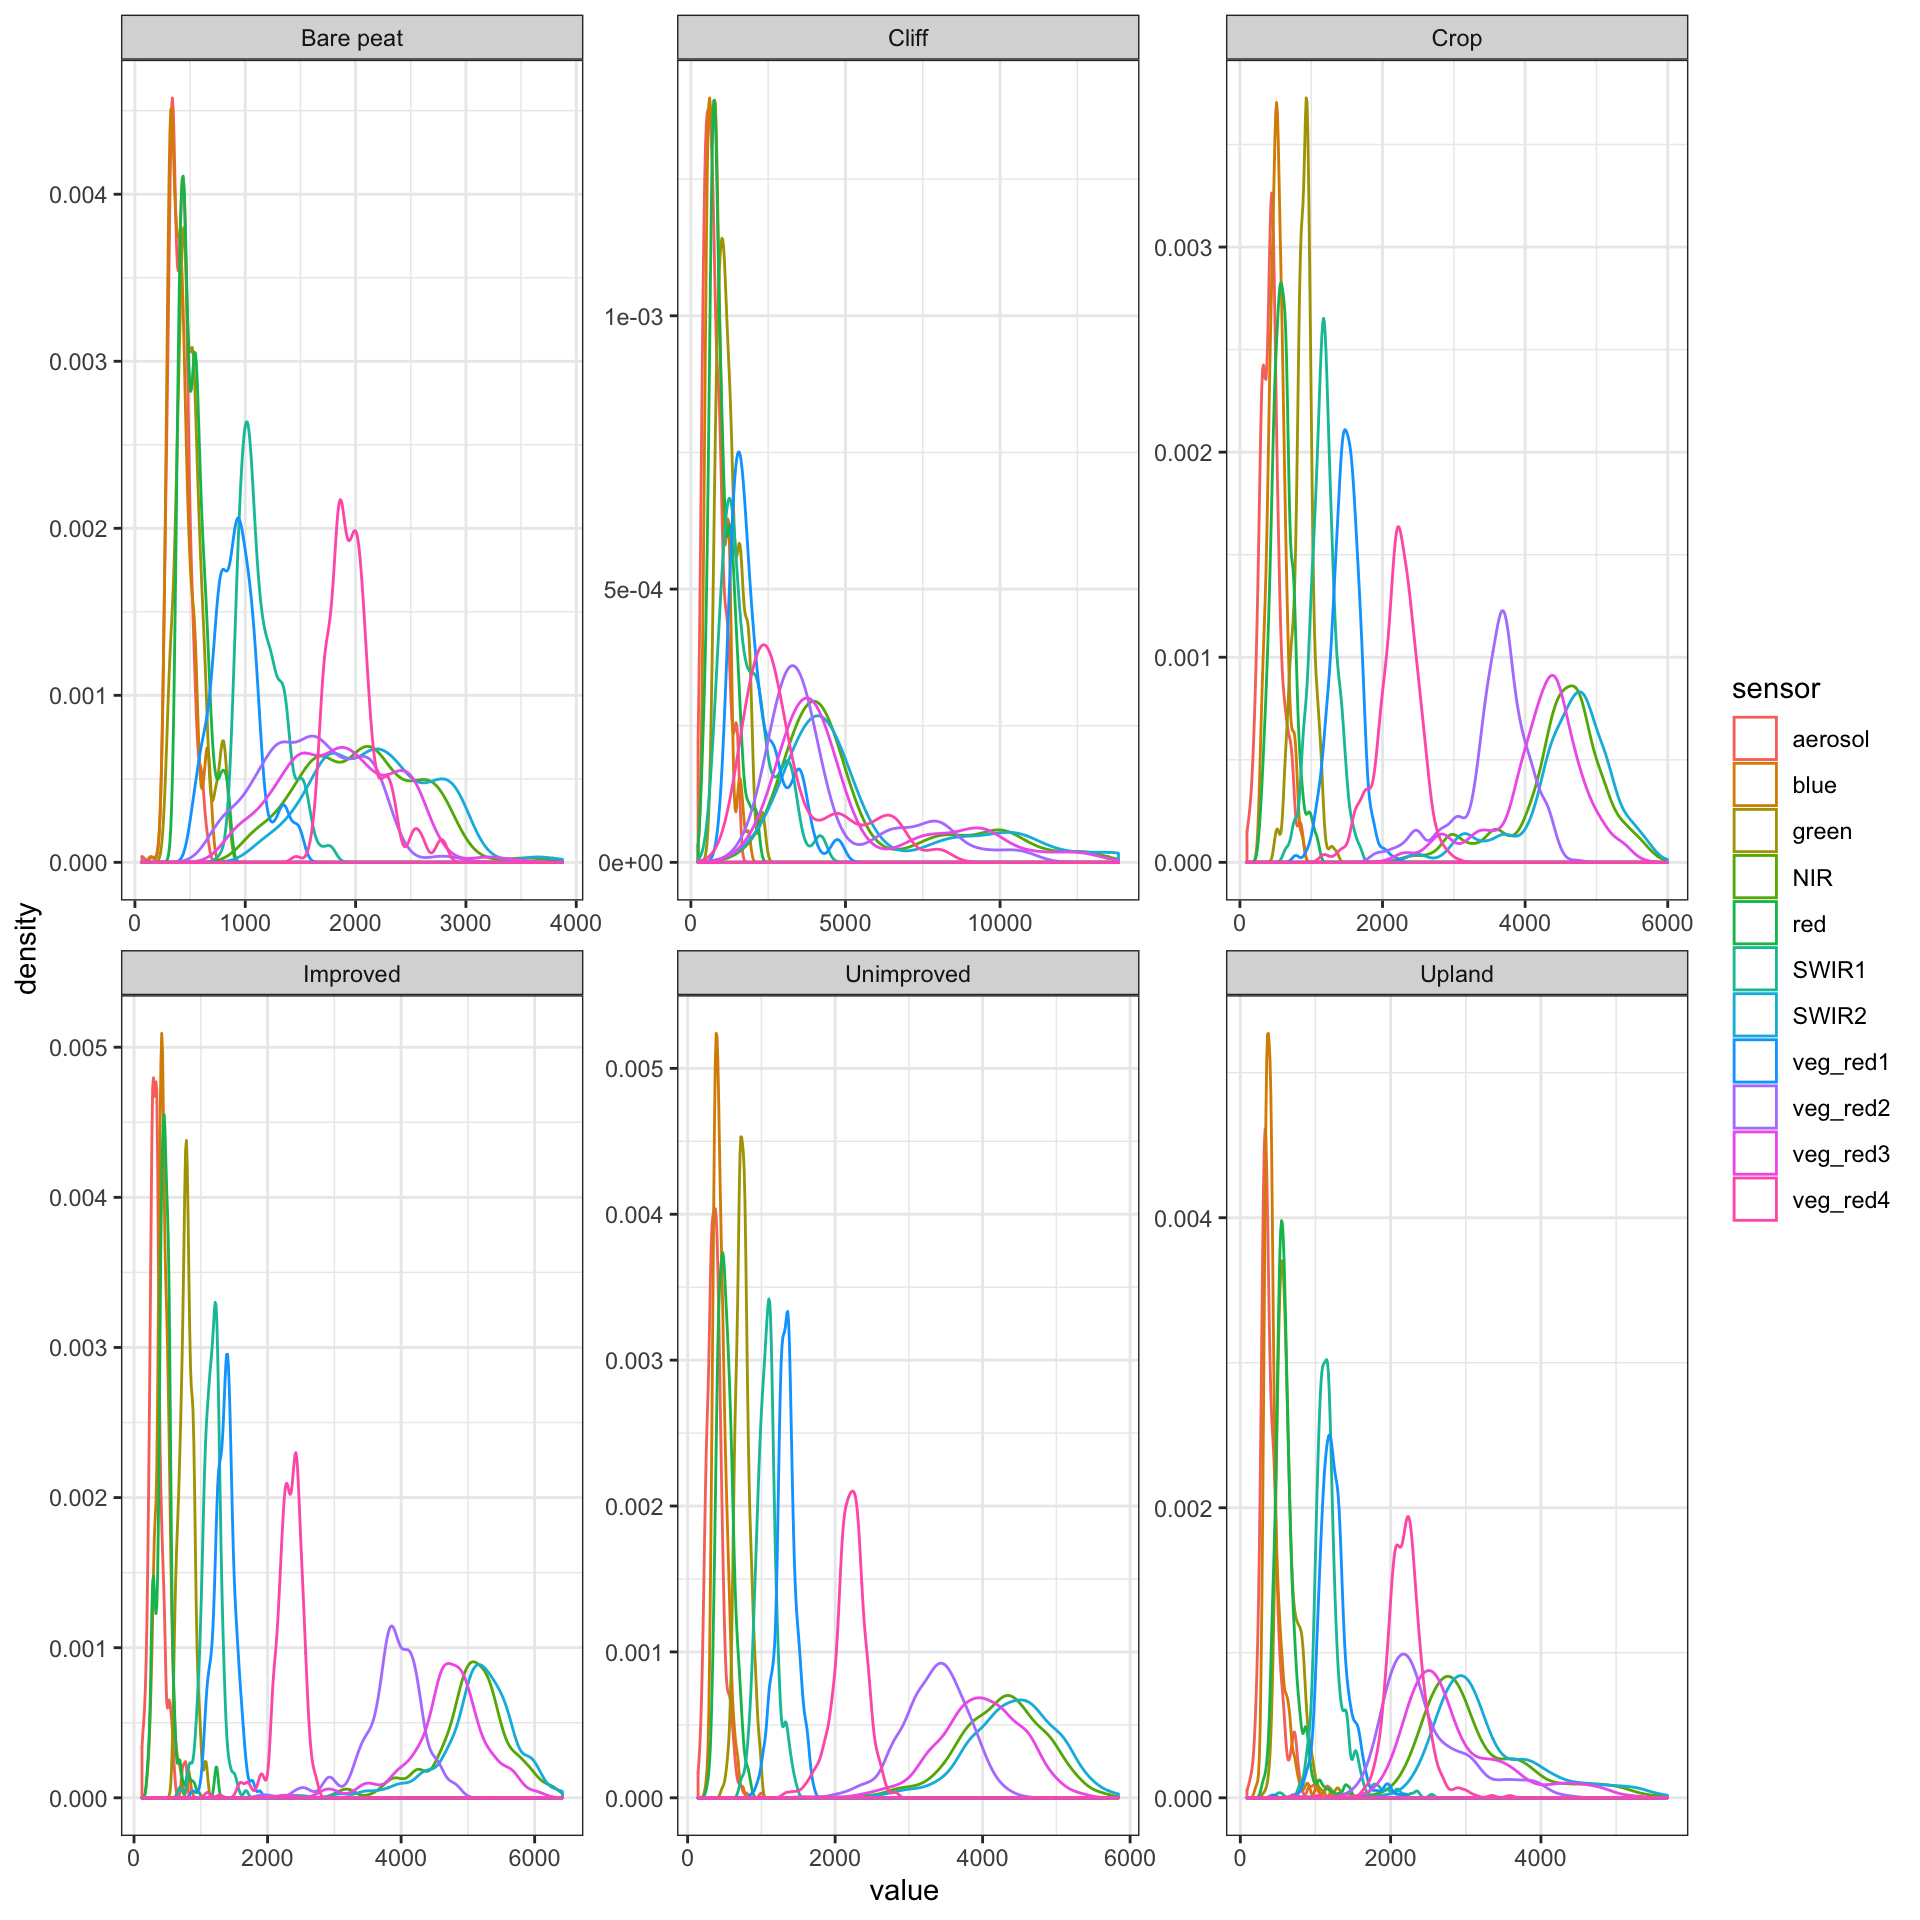 Bare peat
Cliff
Crop
0.004
0.003
0.002
0.001
0.000
1e-03
5e-04
0e+00
0.003
0.002
0.001
0.000
0 1000 2000 3000 4000
0 5000 10000
0 2000 4000 6000
Improved
Unimproved
Upland
0.005
0.004
0.003
0.002
0.001
0.000
0.005
0.004
0.003
0.002
0.001
0.000
0.004
0.002
0.000
0 2000 4000 6000
0 2000 4000 6000
0 2000 4000
density
value
sensor
aerosol
blue
green
NIR
red
SWIR1
SWIR2
veg_red1
veg_red2
veg_red3
veg_red4